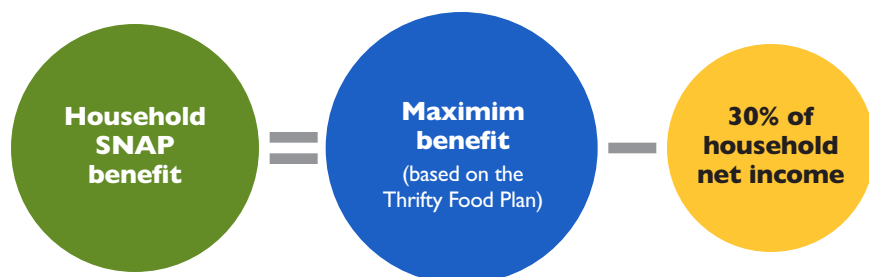 Household
SNAP
benefit
Maximim
benefit
(based on the
Thrifty Food Plan)
30% of
household
net income